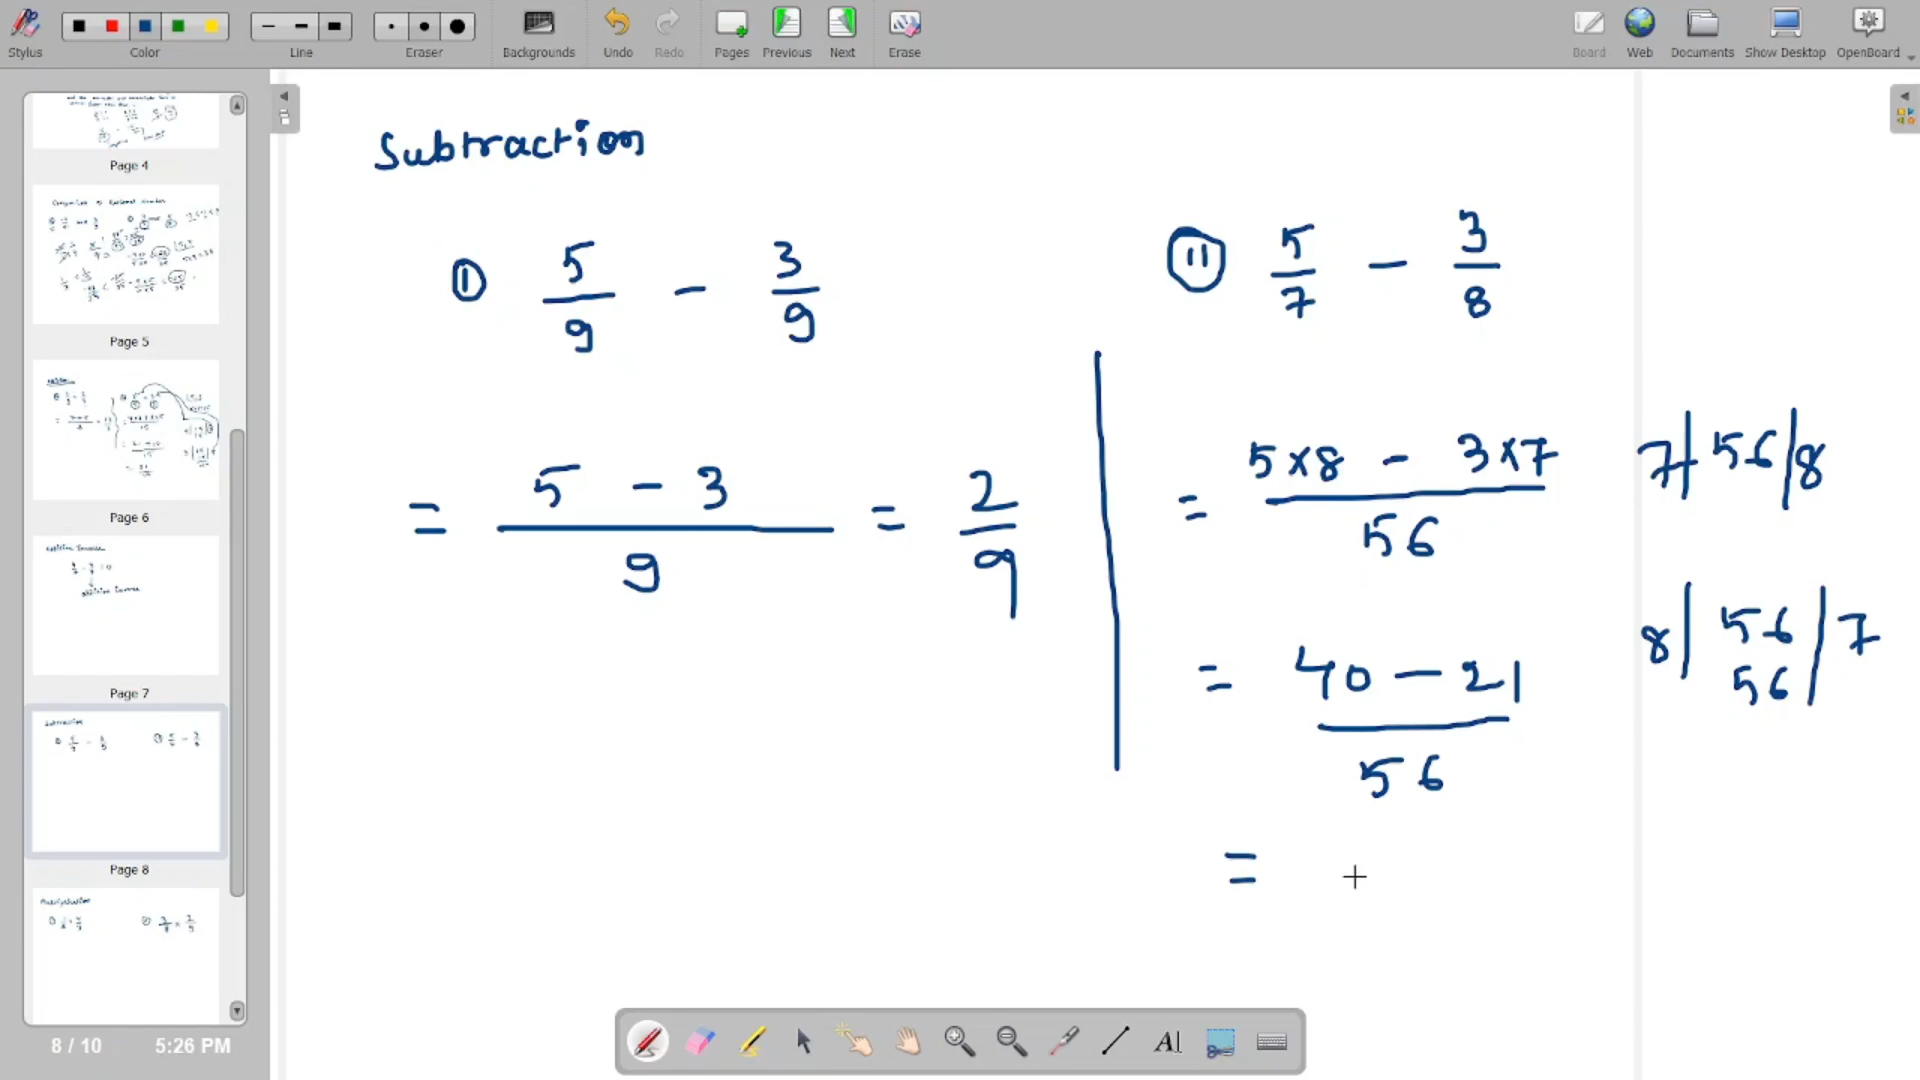 Stylus Color Line Eraser Backgrounds Undo Redo Pages Previous Next Erase Board Web Documents Show Desktop OpenBoard
Page 4
Page 5
Page 6
Page 7
Page 8
8 / 10 5:26 PM
Subtraction
① 5/9 - 3/9
= 5 - 3 / 9 = 2/9
⑪ 5/7 - 3/8
= 5×8 - 3×7 / 56
= 40 - 21 / 56
=
7 | 56 | 8
8 | 56 | 7
56